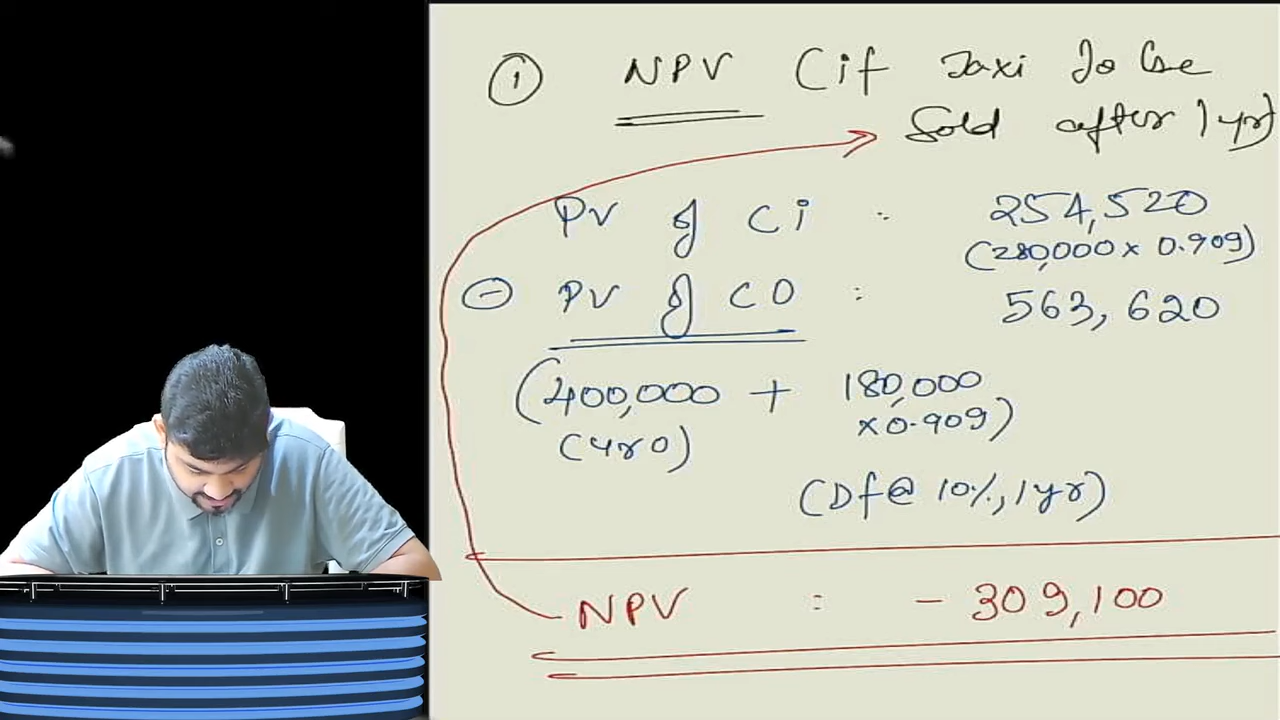 ① NPV (if Taxi to be
sold after 1 yr)
PV of CI : 254,520
(280,000 x 0.909)
(-) PV of CO : 563,620
(400,000 + 180,000
(yr 0) x 0.909)
(Df @ 10%, 1 yr)
NPV : - 309,100